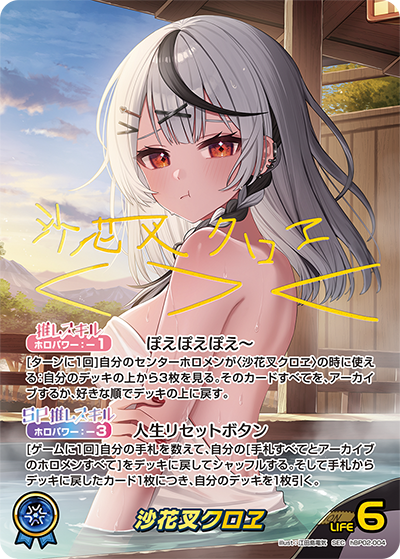 沙花叉クロヱ
< > <
推しスキル
ホロパワー：－1
ぽえぽえぽえ～
[ターンに1回]自分のセンターホロメンが〈沙花叉クロヱ〉の時に使え
る：自分のデッキの上から3枚を見る。そのカードすべてを、アーカイ
ブするか、好きな順でデッキの上に戻す。
SP推しスキル
ホロパワー：－3
人生リセットボタン
[ゲームに1回]自分の手札を数えて、自分の[手札すべてとアーカイブ
のホロメンすべて]をデッキに戻してシャッフルする。そして手札から
デッキに戻したカード1枚につき、自分のデッキを1枚引く。
沙花叉クロヱ
LIFE 6
illust：江田島電気 SEC hBP02-004